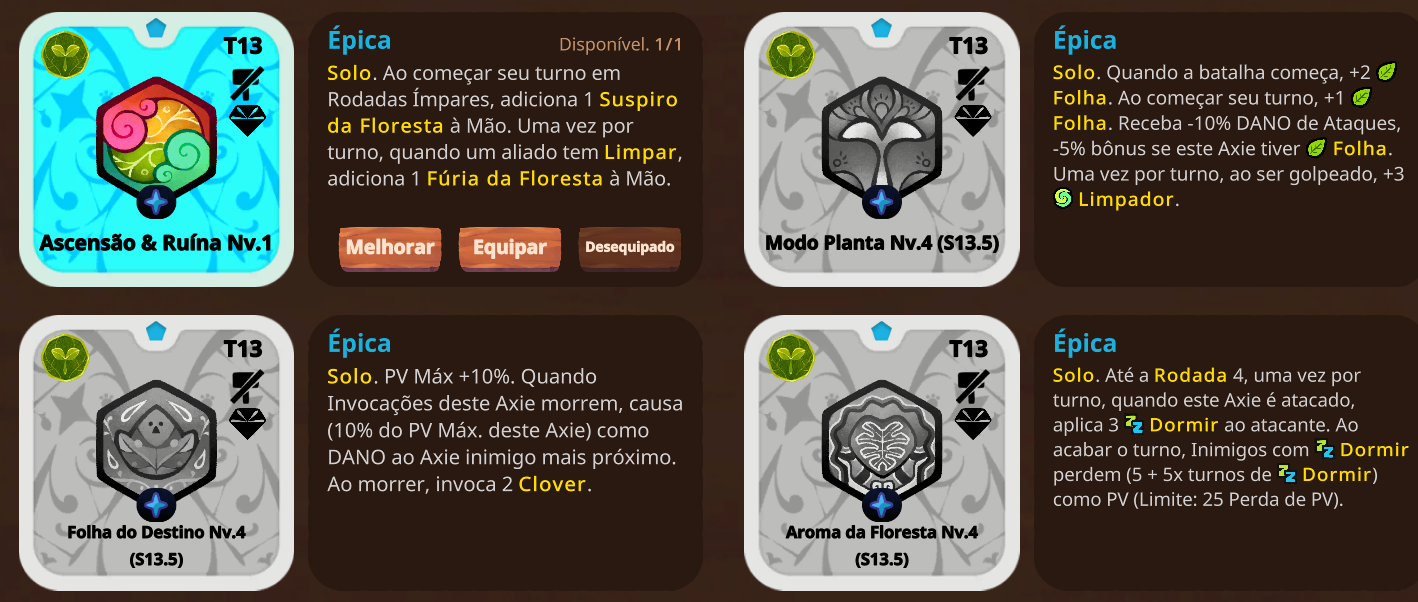 T13
Ascensão & Ruína Nv.1
Épica
Disponível. 1/1
Solo. Ao começar seu turno em
Rodadas Ímpares, adiciona 1 Suspiro
da Floresta à Mão. Uma vez por
turno, quando um aliado tem Limpar,
adiciona 1 Fúria da Floresta à Mão.
Melhorar
Equipar
Desequipado
T13
Modo Planta Nv.4 (S13.5)
Épica
Solo. Quando a batalha começa, +2
Folha. Ao começar seu turno, +1
Folha. Receba -10% DANO de Ataques,
-5% bônus se este Axie tiver Folha.
Uma vez por turno, ao ser golpeado, +3
Limpador.
T13
Folha do Destino Nv.4
(S13.5)
Épica
Solo. PV Máx +10%. Quando
Invocações deste Axie morrem, causa
(10% do PV Máx. deste Axie) como
DANO ao Axie inimigo mais próximo.
Ao morrer, invoca 2 Clover.
T13
Aroma da Floresta Nv.4
(S13.5)
Épica
Solo. Até a Rodada 4, uma vez por
turno, quando este Axie é atacado,
aplica 3 Dormir ao atacante. Ao
acabar o turno, Inimigos com Dormir
perdem (5 + 5x turnos de Dormir)
como PV (Limite: 25 Perda de PV).